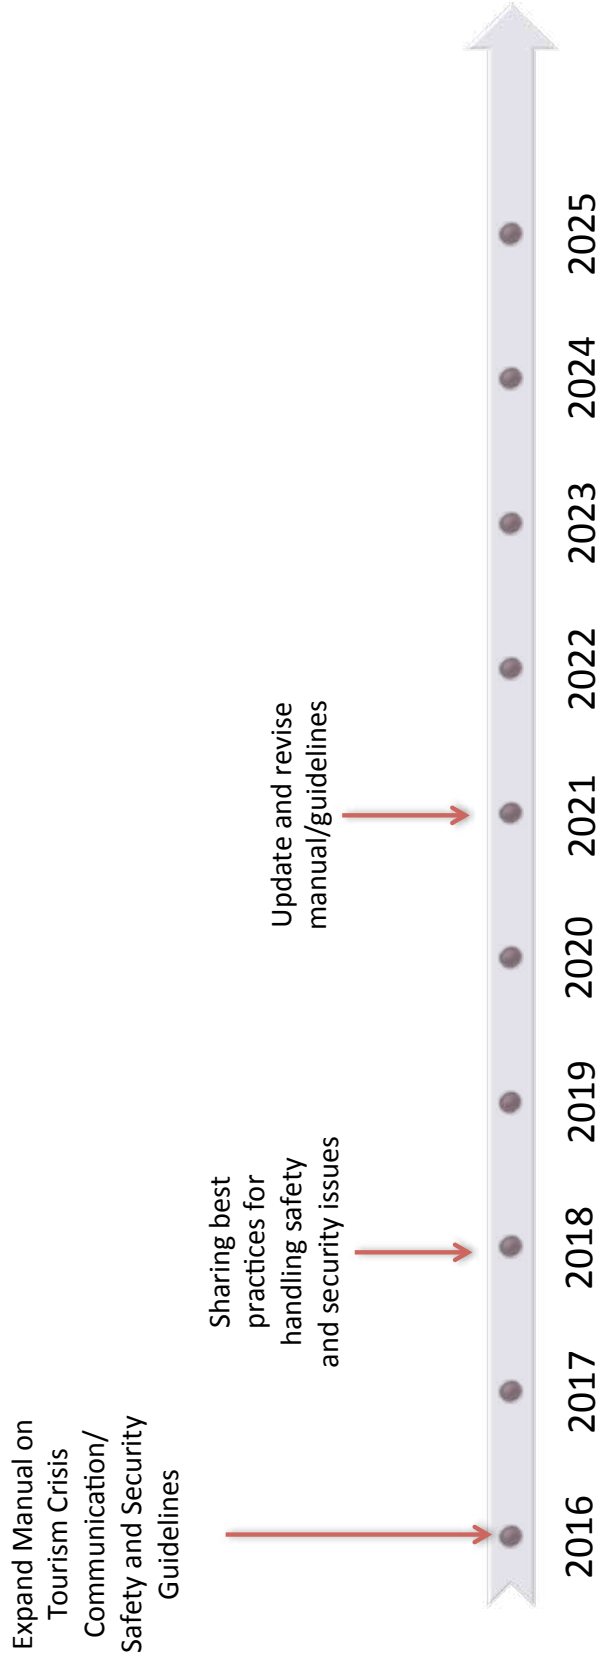 Expand Manual on
Tourism Crisis
Communication/
Safety and Security
Guidelines
Sharing best
practices for
handling safety
and security issues
Update and revise
manual/guidelines
2016
2017
2018
2019
2020
2021
2022
2023
2024
2025